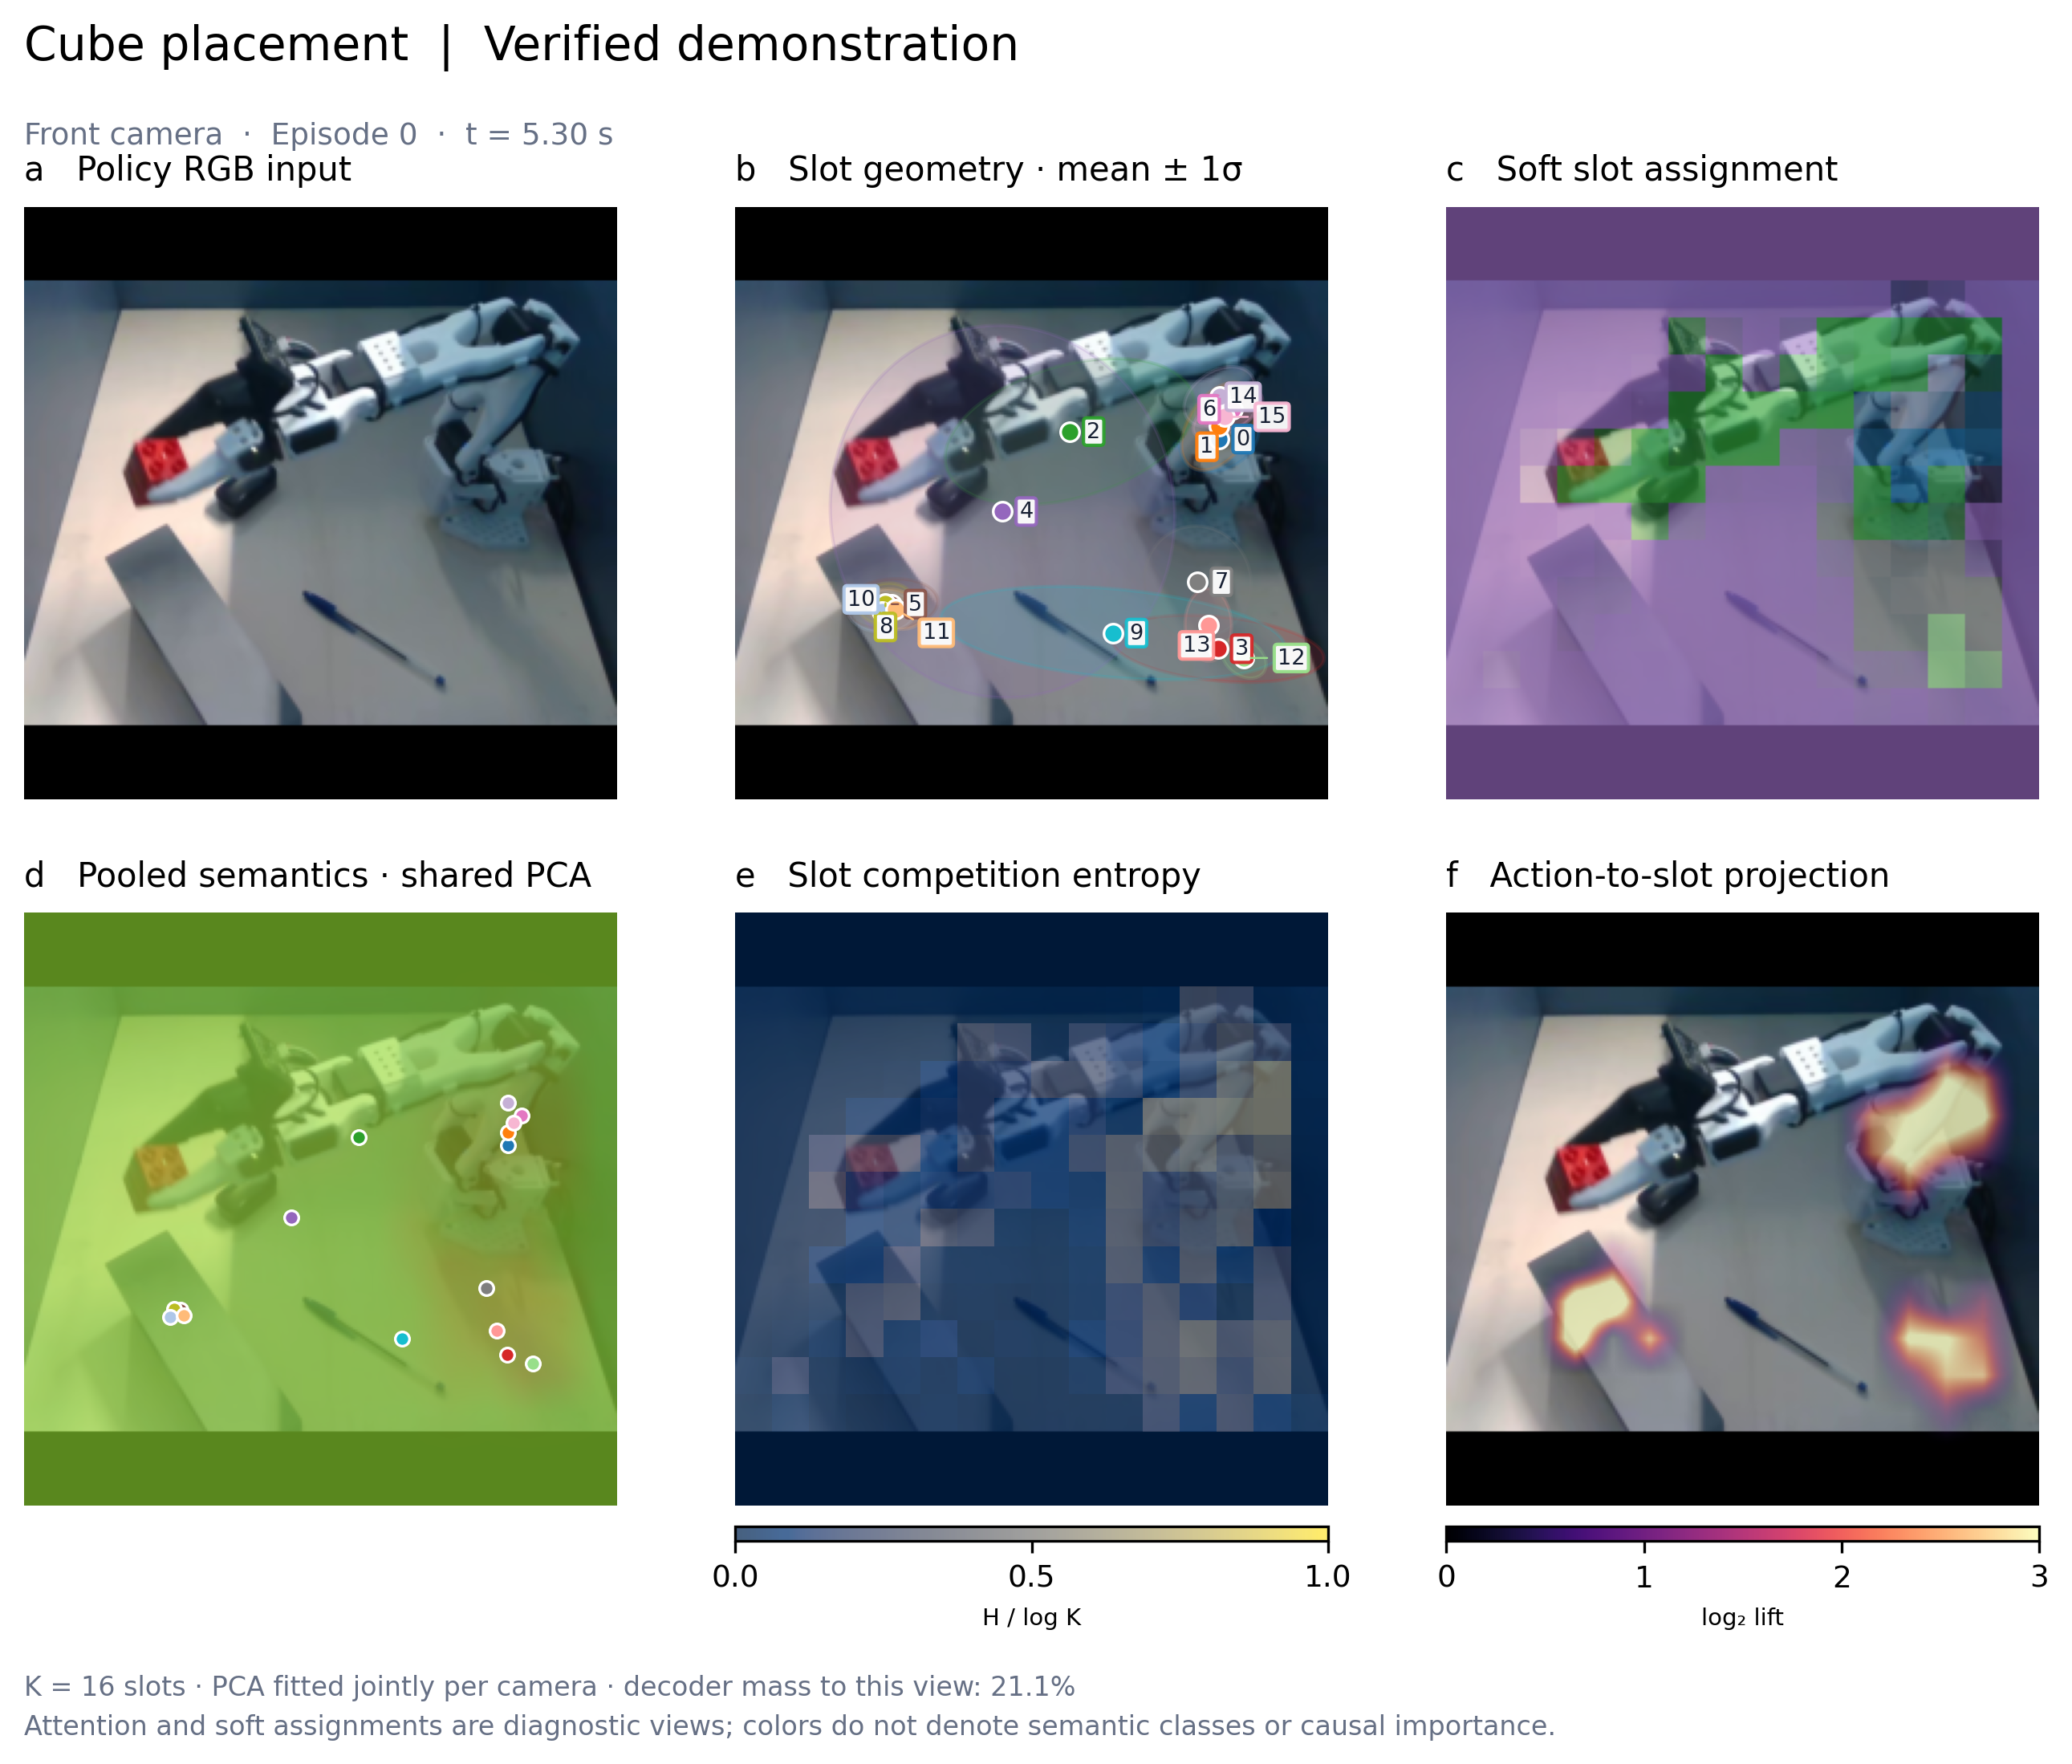 Cube placement | Verified demonstration
Front camera · Episode 0 · t = 5.30 s
a Policy RGB input
b Slot geometry · mean ± 1σ
c Soft slot assignment
14
6
15
2
1
0
4
7
10
5
8
11
9
13
3
12
d Pooled semantics · shared PCA
e Slot competition entropy
f Action-to-slot projection
0.0 0.5 1.0
H / log K
0 1 2 3
log₂ lift
K = 16 slots · PCA fitted jointly per camera · decoder mass to this view: 21.1%
Attention and soft assignments are diagnostic views; colors do not denote semantic classes or causal importance.